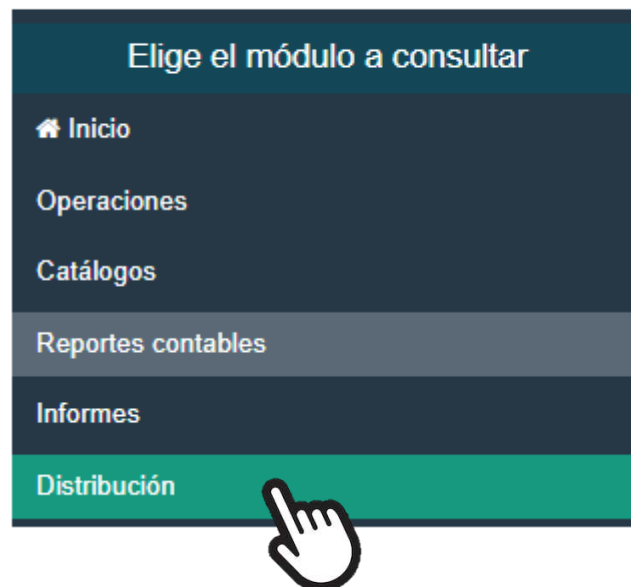 Elige el módulo a consultar
Inicio
Operaciones
Catálogos
Reportes contables
Informes
Distribución